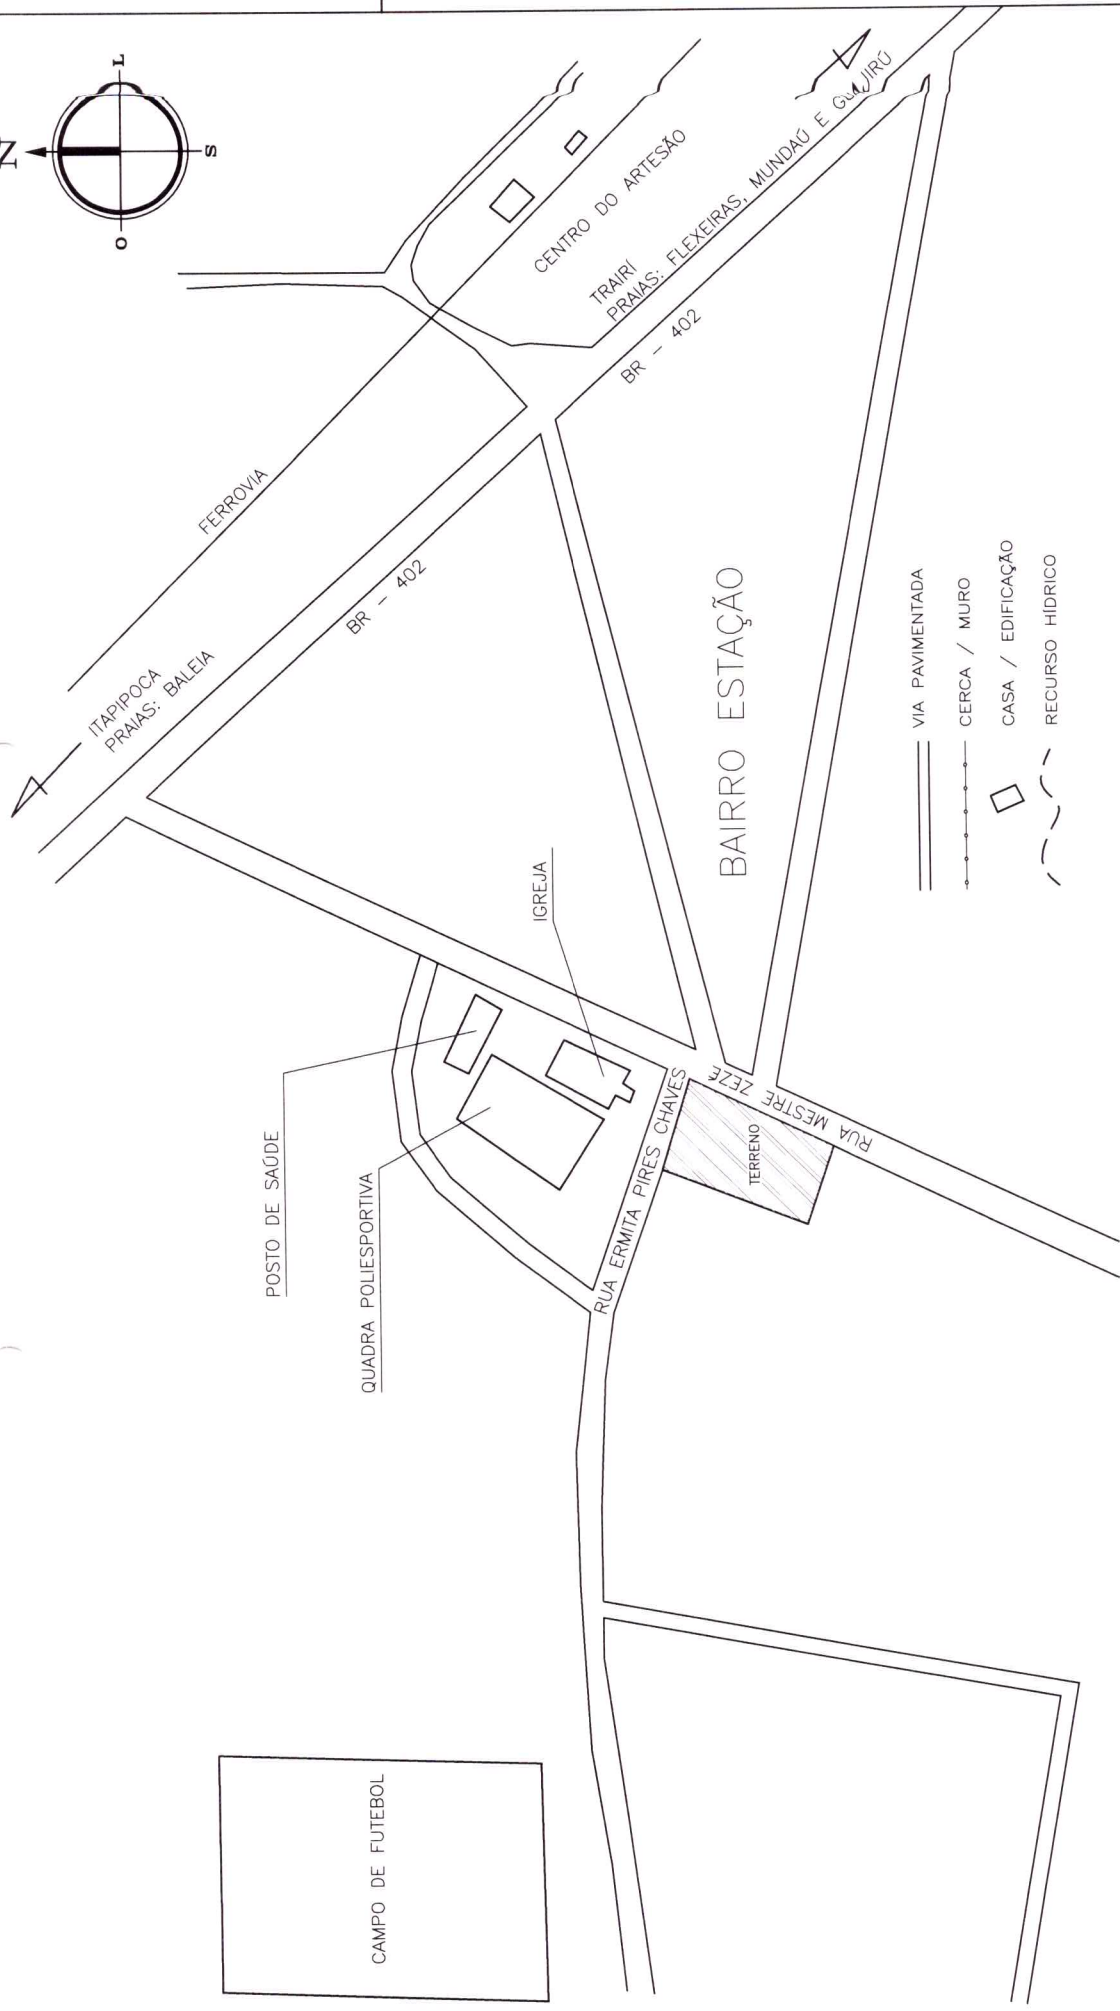 N
L
S
O
FERROVIA
ITAPIPOCA
PRAIAS: BALEIA
BR - 402
CENTRO DO ARTESÃO
TRAIRÍ
PRAIAS: FLEXEIRAS, MUNDAÚ E GUAJIRÚ
BR - 402
BAIRRO ESTAÇÃO
IGREJA
POSTO DE SAÚDE
QUADRA POLIESPORTIVA
RUA ERMITA PIRES CHAVES
RUA MESTRE ZEZÉ
TERRENO
CAMPO DE FUTEBOL
VIA PAVIMENTADA
CERCA / MURO
CASA / EDIFICAÇÃO
RECURSO HÍDRICO